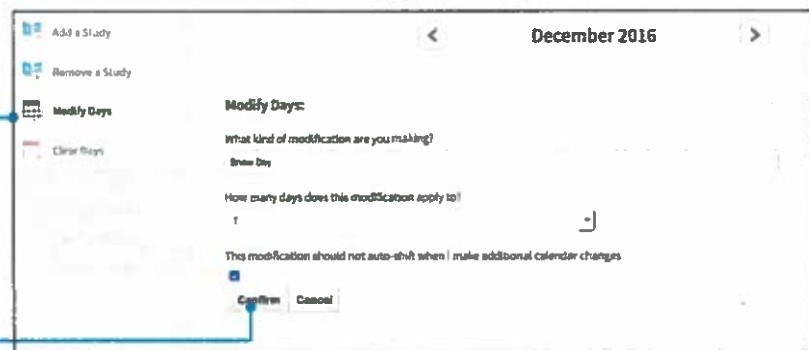 Add a Study
December 2016
Remove a Study
Modify Days
Clear Days
Modify Days:
What kind of modification are you making?
Snow Day
How many days does this modification apply to?
1
This modification should not auto-shift when I make additional calendar changes
Confirm Cancel